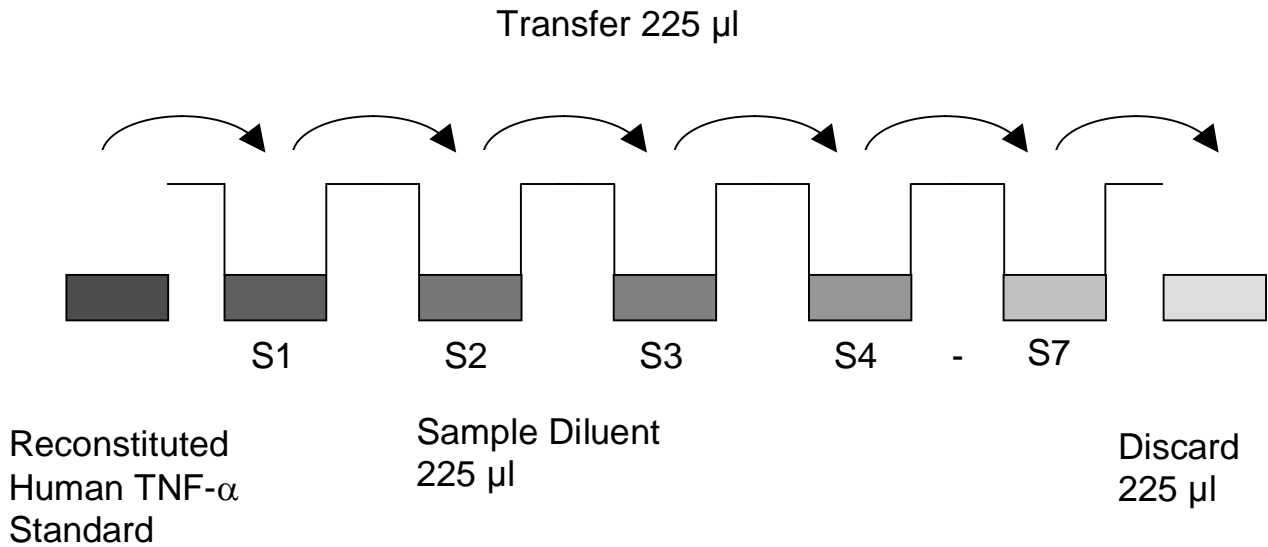 Transfer 225 µl
S1 S2 S3 S4 - S7
Reconstituted
Human TNF-α
Standard
Sample Diluent
225 µl
Discard
225 µl